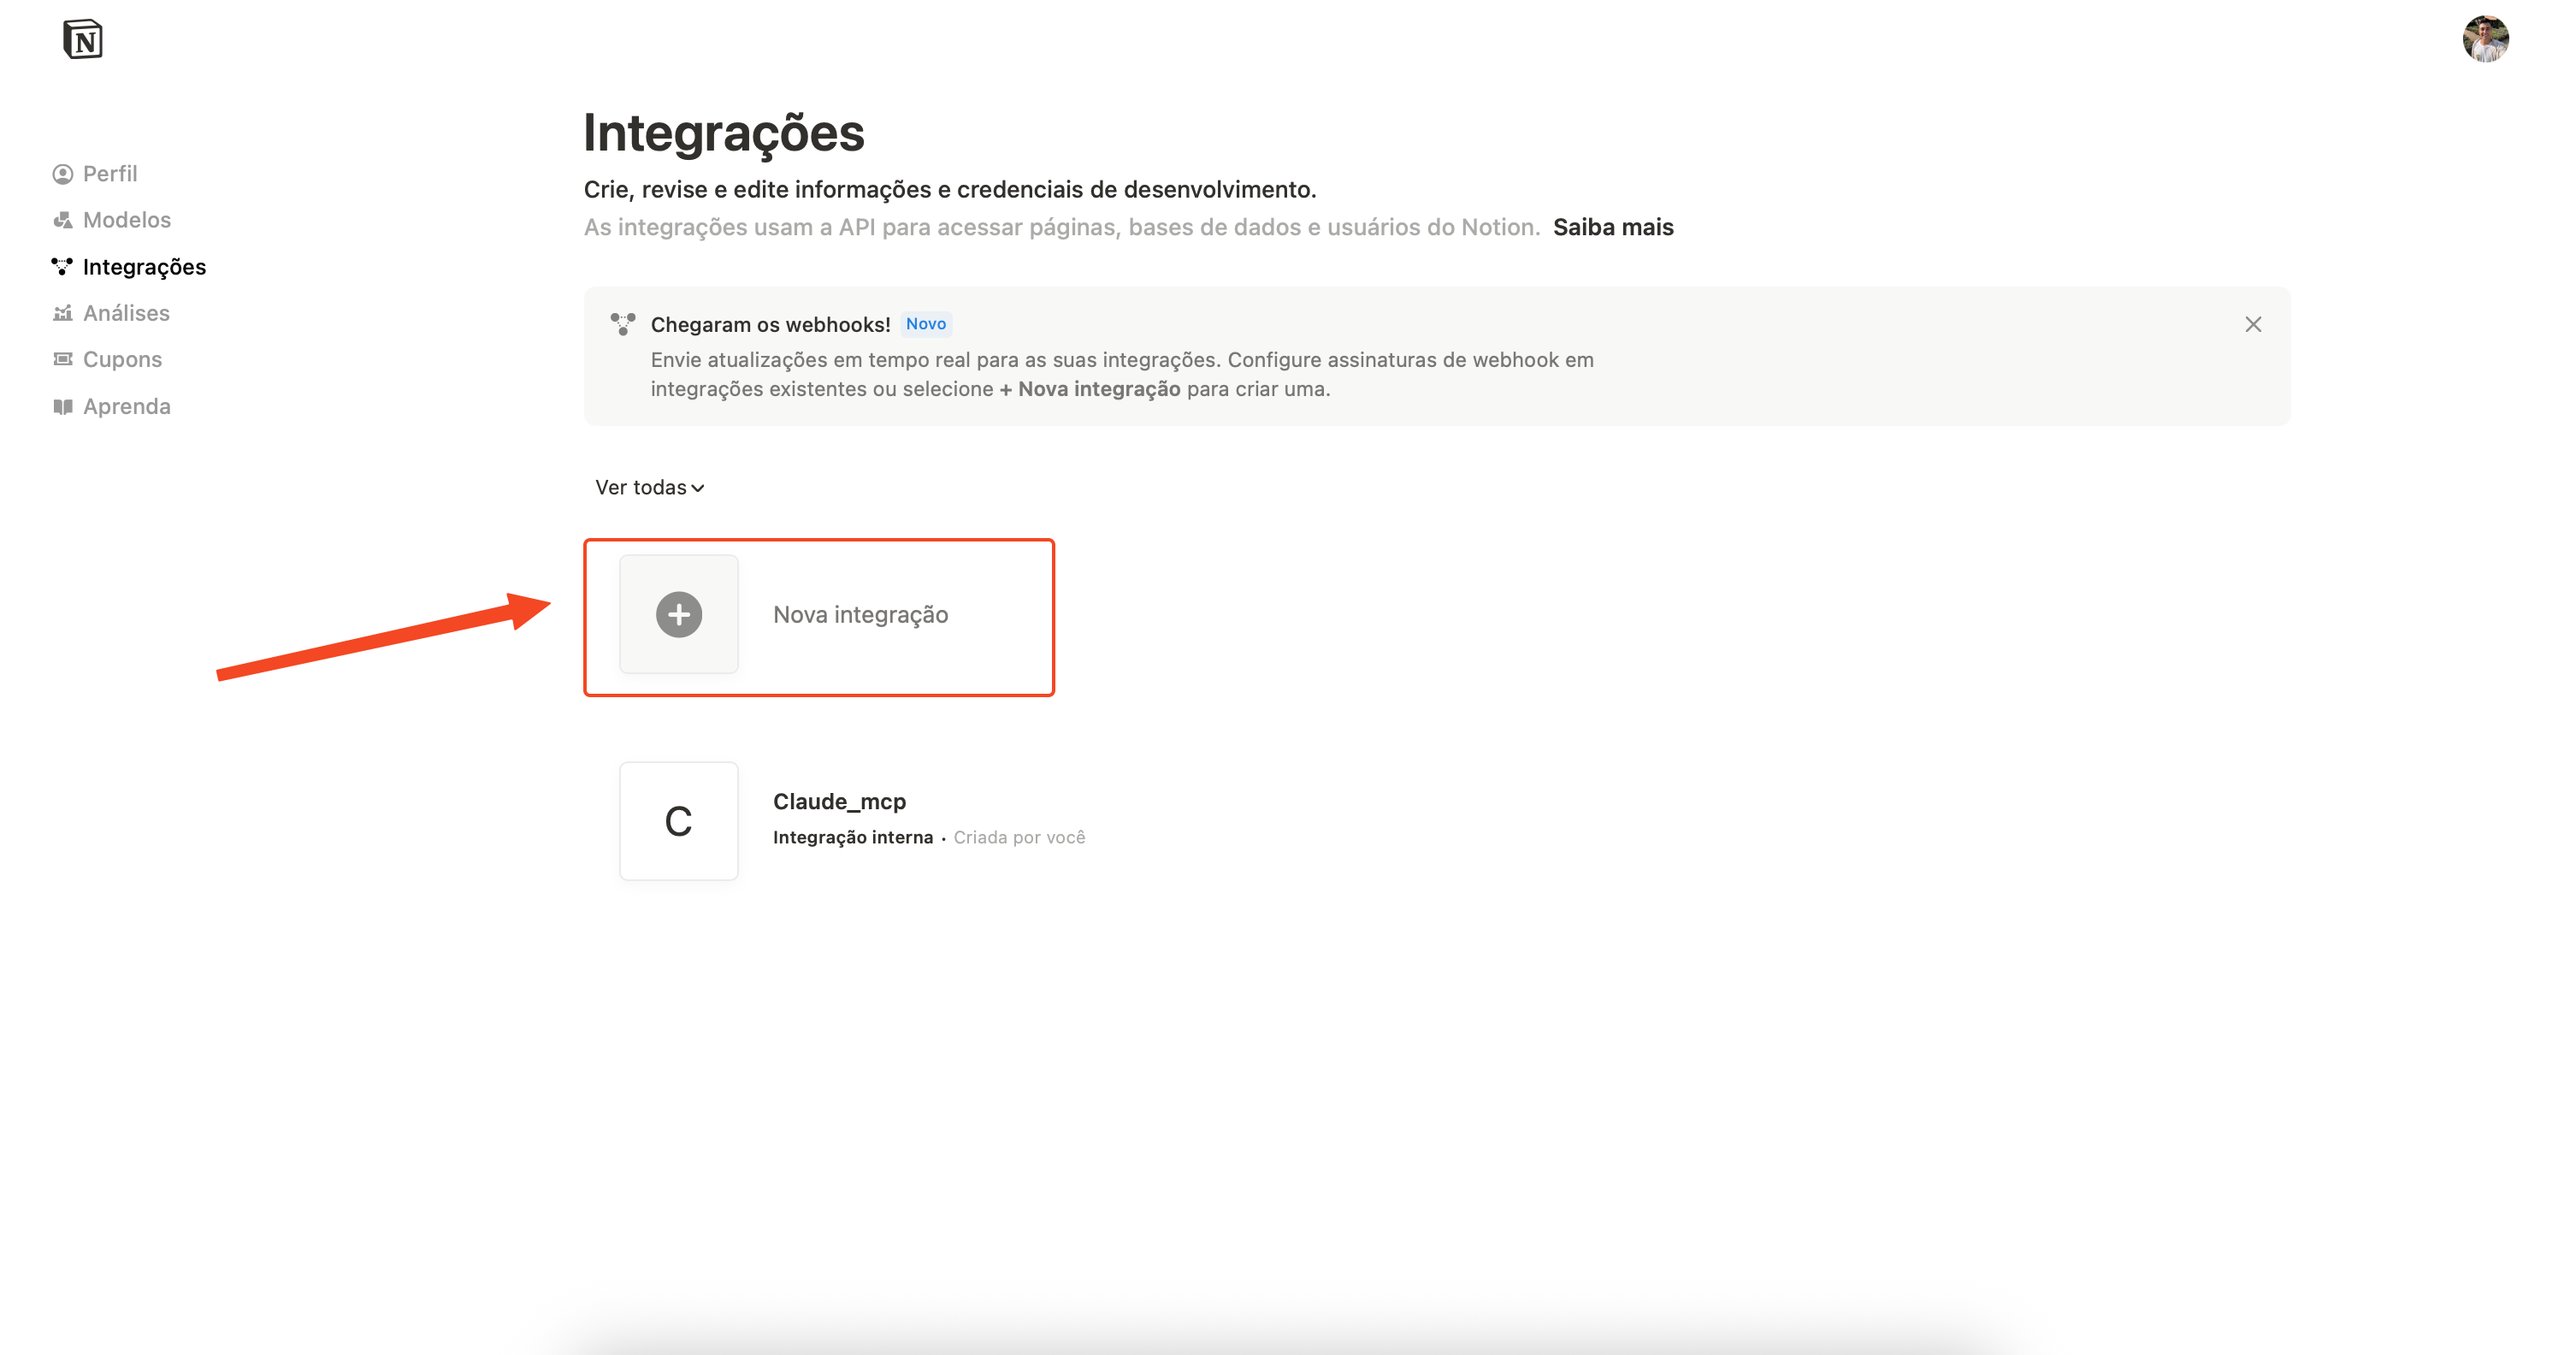 N
Perfil
Modelos
Integrações
Análises
Cupons
Aprenda
Integrações
Crie, revise e edite informações e credenciais de desenvolvimento.
As integrações usam a API para acessar páginas, bases de dados e usuários do Notion. Saiba mais
Chegaram os webhooks! Novo
Envie atualizações em tempo real para as suas integrações. Configure assinaturas de webhook em
integrações existentes ou selecione + Nova integração para criar uma.
Ver todas
Nova integração
C
Claude_mcp
Integração interna · Criada por você